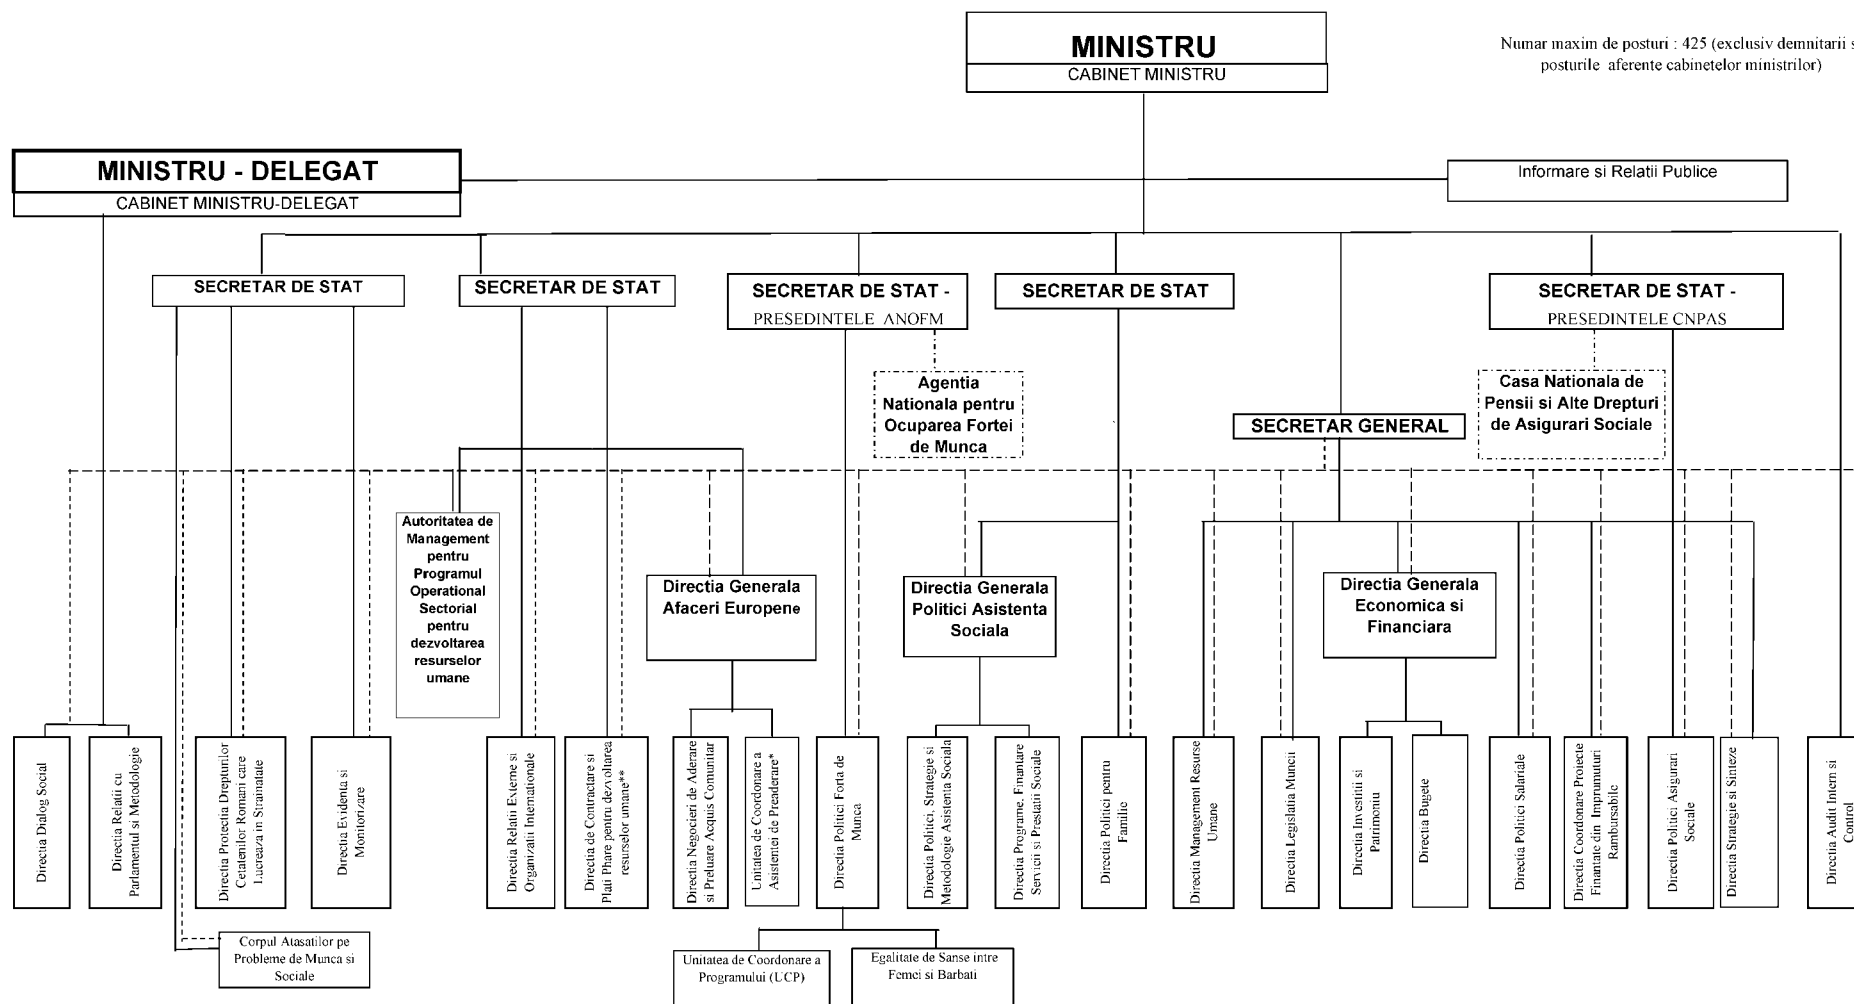 MINISTRU
CABINET MINISTRU
Numar maxim de posturi : 425 (exclusiv demnitarii s
posturile aferente cabinetelor ministrilor)
MINISTRU - DELEGAT
CABINET MINISTRU-DELEGAT
Informare si Relatii Publice
SECRETAR DE STAT
SECRETAR DE STAT
SECRETAR DE STAT -
PRESEDINTELE ANOFM
SECRETAR DE STAT
SECRETAR DE STAT -
PRESEDINTELE CNPAS
Agentia
Nationala pentru
Ocuparea Fortei
de Munca
Casa Nationala de
Pensii si Alte Drepturi
de Asigurari Sociale
SECRETAR GENERAL
Autoritatea de
Management
pentru
Programul
Operational
Sectorial
pentru
dezvoltarea
resurselor
umane
Directia Generala
Afaceri Europene
Directia Generala
Politici Asistenta
Sociala
Directia Generala
Economica si
Financiara
Directia Dialog Social
Directia Relatii cu
Parlamentul si Metodologie
Directia Protectia Drepturilor
Cetatenilor Romani care
Lucreaza in Strainatate
Directia Evidenta si
Monitorizare
Directia Relatii Externe si
Organizatii Internationale
Directia de Contractare si
Plati Phare pentru dezvoltarea
resurselor umane**
Directia Negocieri de Aderare
si Preluare Acquis Comunitar
Unitatea de Coordonare a
Asistentei de Preaderare*
Directia Politici Forta de
Munca
Directia Politici, Strategie si
Metodologie Asistenta Sociala
Directia Programe, Finantare
Servicii si Prestatii Sociale
Directia Politici pentru
Familie
Directia Management Resurse
Umane
Directia Legislatia Muncii
Directia Investitii si
Patrimoniu
Directia Bugete
Directia Politici Salariale
Directia Coordonare Proiecte
Finantate din Imprumuturi
Rambursabile
Directia Politici Asigurari
Sociale
Directia Strategie si Sinteze
Directia Audit Intern si
Control
Corpul Atasatilor pe
Probleme de Munca si
Sociale
Unitatea de Coordonare a
Programului (UCP)
Egalitate de Sanse intre
Femei si Barbati